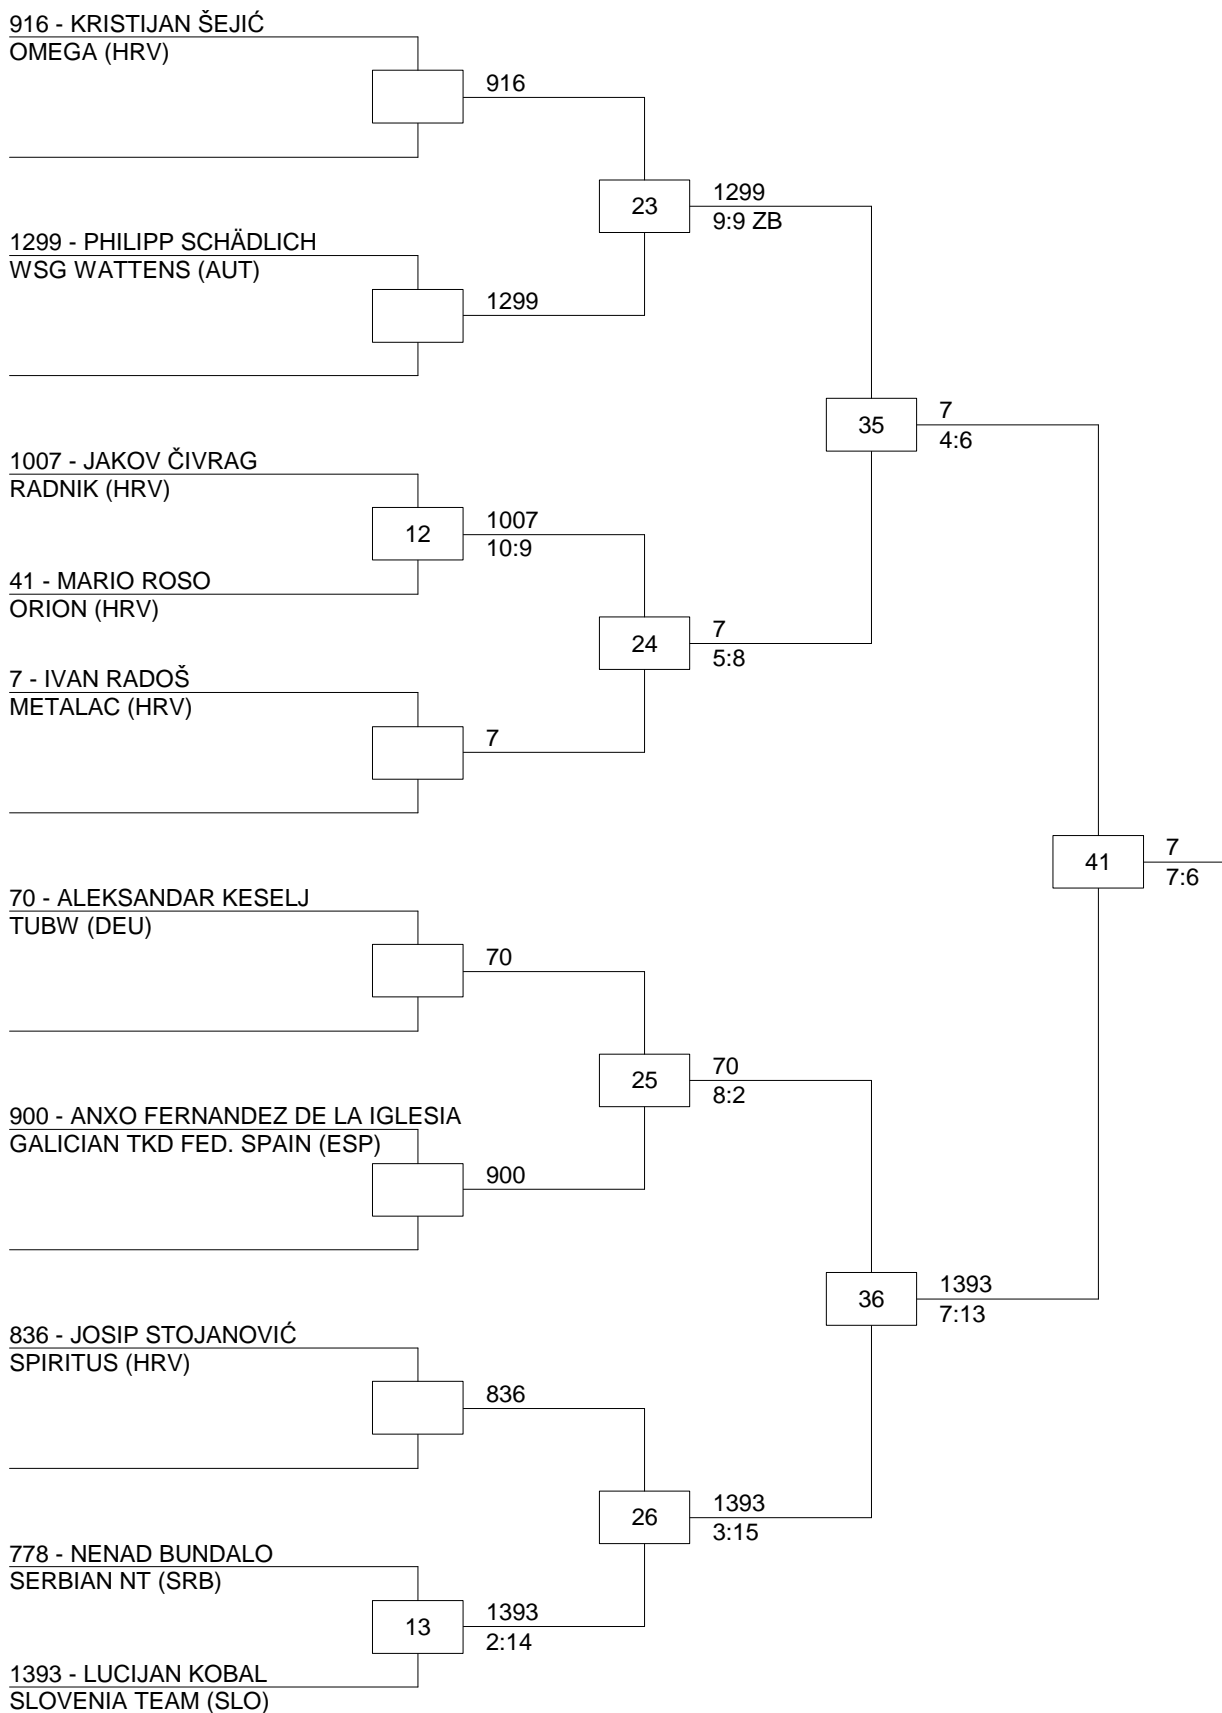 916 - KRISTIJAN ŠEJIĆ
OMEGA (HRV)
916
23
1299
9:9 ZB
1299 - PHILIPP SCHÄDLICH
WSG WATTENS (AUT)
1299
35
7
4:6
1007 - JAKOV ČIVRAG
RADNIK (HRV)
12
1007
10:9
41 - MARIO ROSO
ORION (HRV)
24
7
5:8
7 - IVAN RADOŠ
METALAC (HRV)
7
41
7
7:6
70 - ALEKSANDAR KESELJ
TUBW (DEU)
70
25
70
8:2
900 - ANXO FERNANDEZ DE LA IGLESIA
GALICIAN TKD FED. SPAIN (ESP)
900
36
1393
7:13
836 - JOSIP STOJANOVIĆ
SPIRITUS (HRV)
836
26
1393
3:15
778 - NENAD BUNDALO
SERBIAN NT (SRB)
13
1393
2:14
1393 - LUCIJAN KOBAL
SLOVENIA TEAM (SLO)